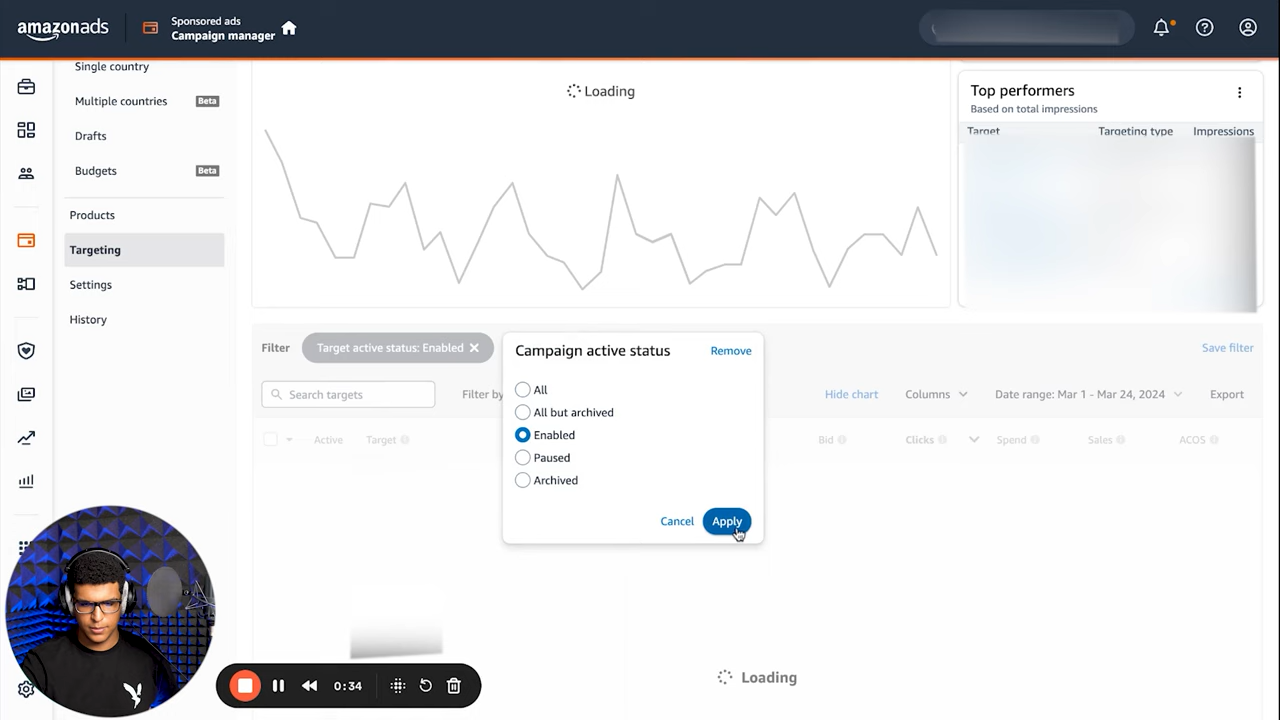 amazonads
Sponsored ads
Campaign manager
Single country
Multiple countries Beta
Drafts
Budgets Beta
Products
Targeting
Settings
History
Loading
Top performers
Based on total impressions
Target Targeting type Impressions
Filter Target active status: Enabled
Save filter
Search targets
Filter by
Hide chart Columns Date range: Mar 1 - Mar 24, 2024 Export
Active Target Bid Clicks Spend Sales ACOS
Campaign active status Remove
All
All but archived
Enabled
Paused
Archived
Cancel Apply
Loading
0:34